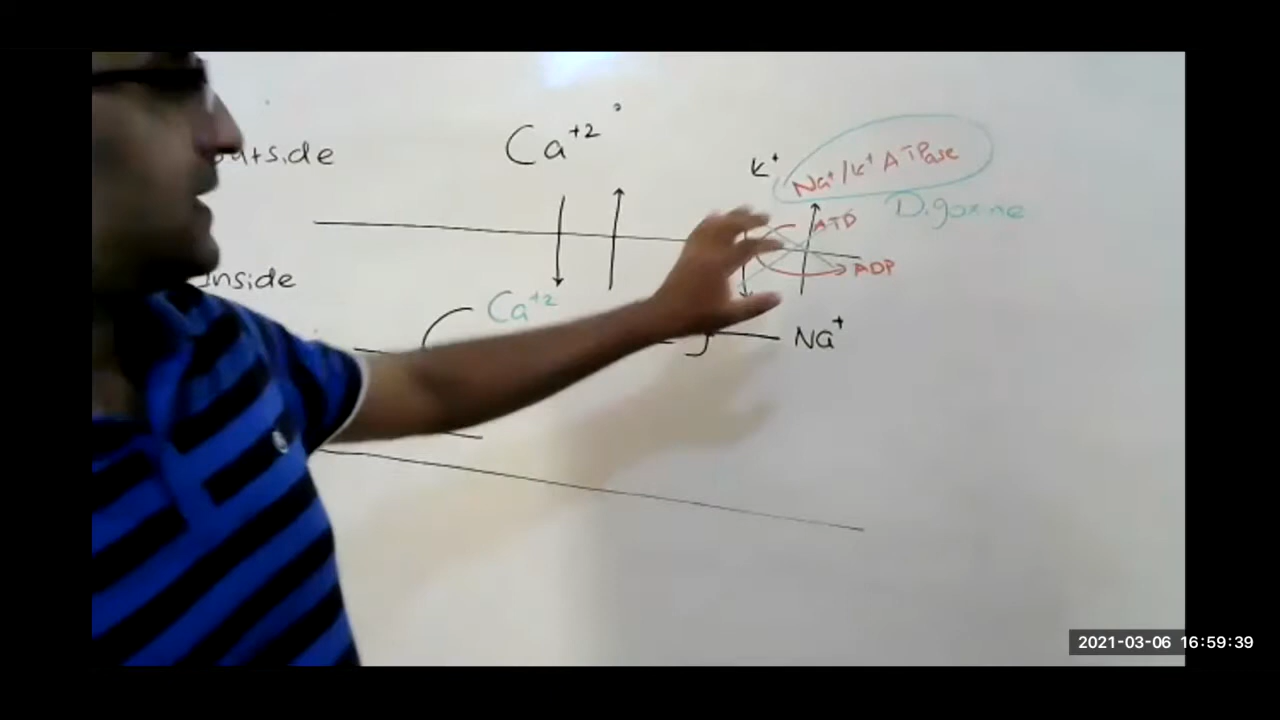 outside
Ca+2
K+
Na+/K+ ATPase
Digoxine
ATP
ADP
Inside
Ca+2
Na+
2021-03-06 16:59:39